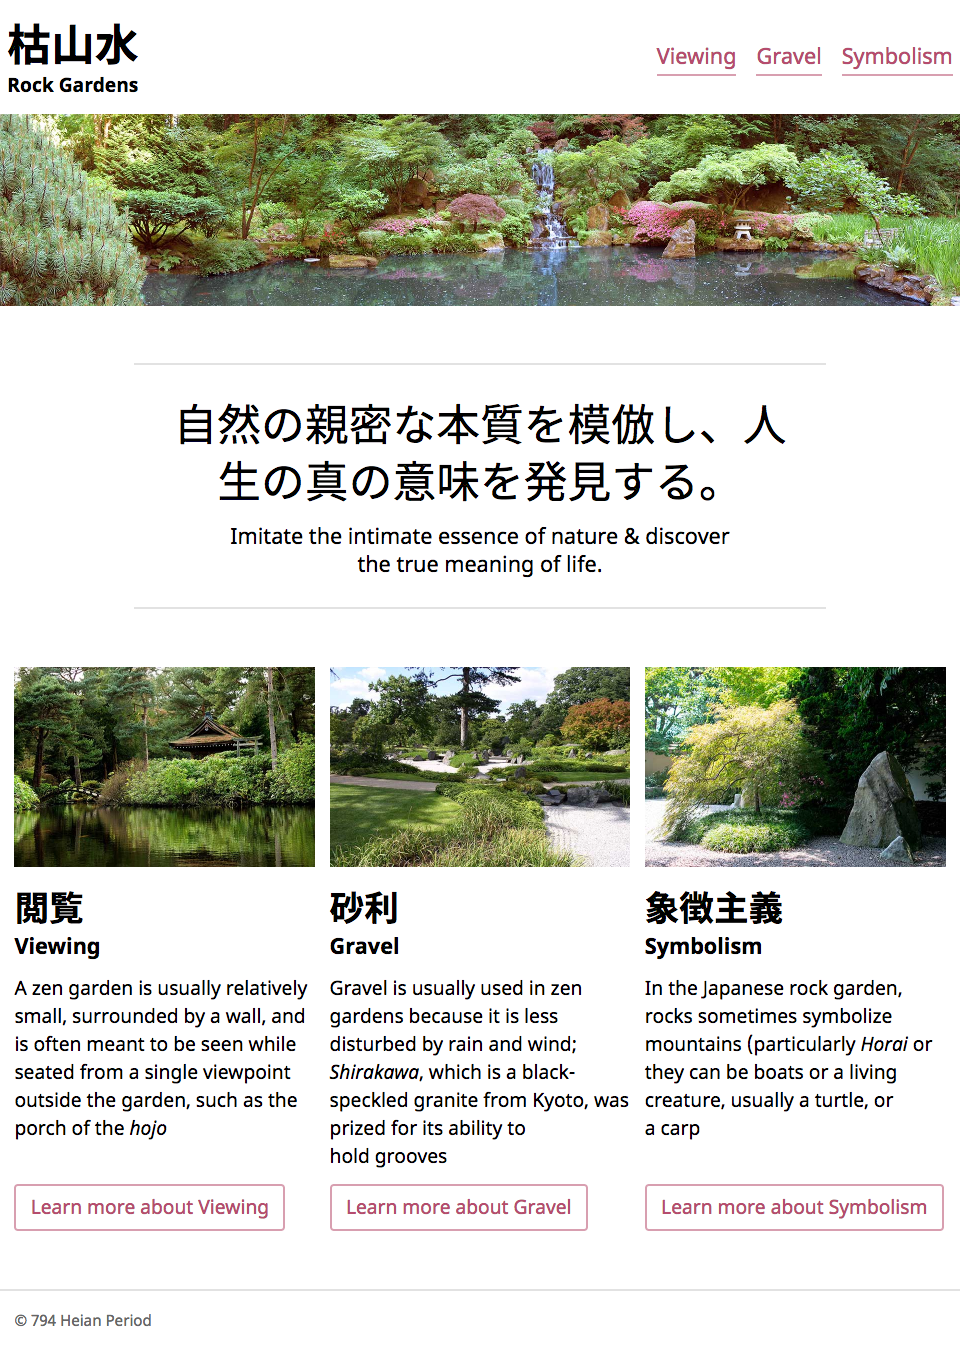 枯山水
Rock Gardens
Viewing Gravel Symbolism
自然の親密な本質を模倣し、人
生の真の意味を発見する。
Imitate the intimate essence of nature & discover
the true meaning of life.
閲覧
Viewing
A zen garden is usually relatively
small, surrounded by a wall, and
is often meant to be seen while
seated from a single viewpoint
outside the garden, such as the
porch of the hojo
Learn more about Viewing
砂利
Gravel
Gravel is usually used in zen
gardens because it is less
disturbed by rain and wind;
Shirakawa, which is a black-
speckled granite from Kyoto, was
prized for its ability to
hold grooves
Learn more about Gravel
象徴主義
Symbolism
In the Japanese rock garden,
rocks sometimes symbolize
mountains (particularly Horai or
they can be boats or a living
creature, usually a turtle, or
a carp
Learn more about Symbolism
© 794 Heian Period